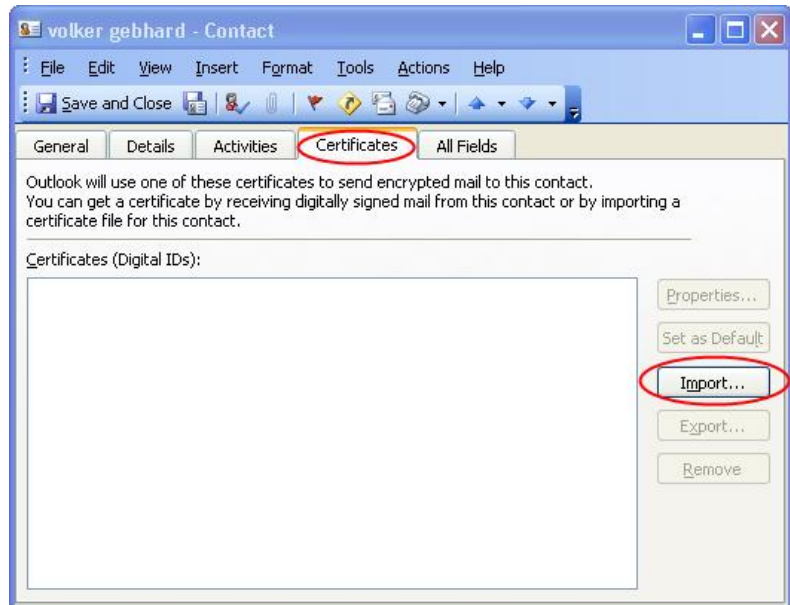 volker gebhard - Contact
File Edit View Insert Format Tools Actions Help
Save and Close
General Details Activities Certificates All Fields
Outlook will use one of these certificates to send encrypted mail to this contact.
You can get a certificate by receiving digitally signed mail from this contact or by importing a
certificate file for this contact.
Certificates (Digital IDs):
Properties...
Set as Default
Import...
Export...
Remove